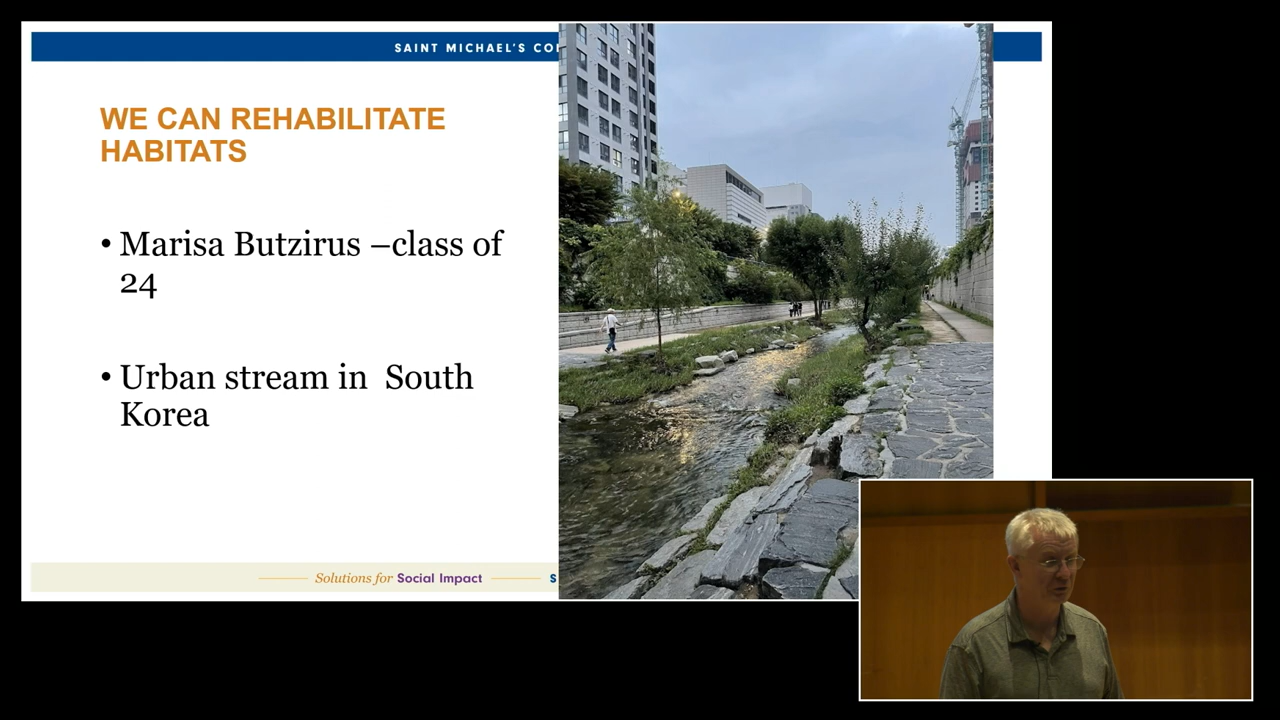 SAINT MICHAEL'S
WE CAN REHABILITATE
HABITATS
• Marisa Butzirus –class of
24
• Urban stream in South
Korea
Solutions for Social Impact